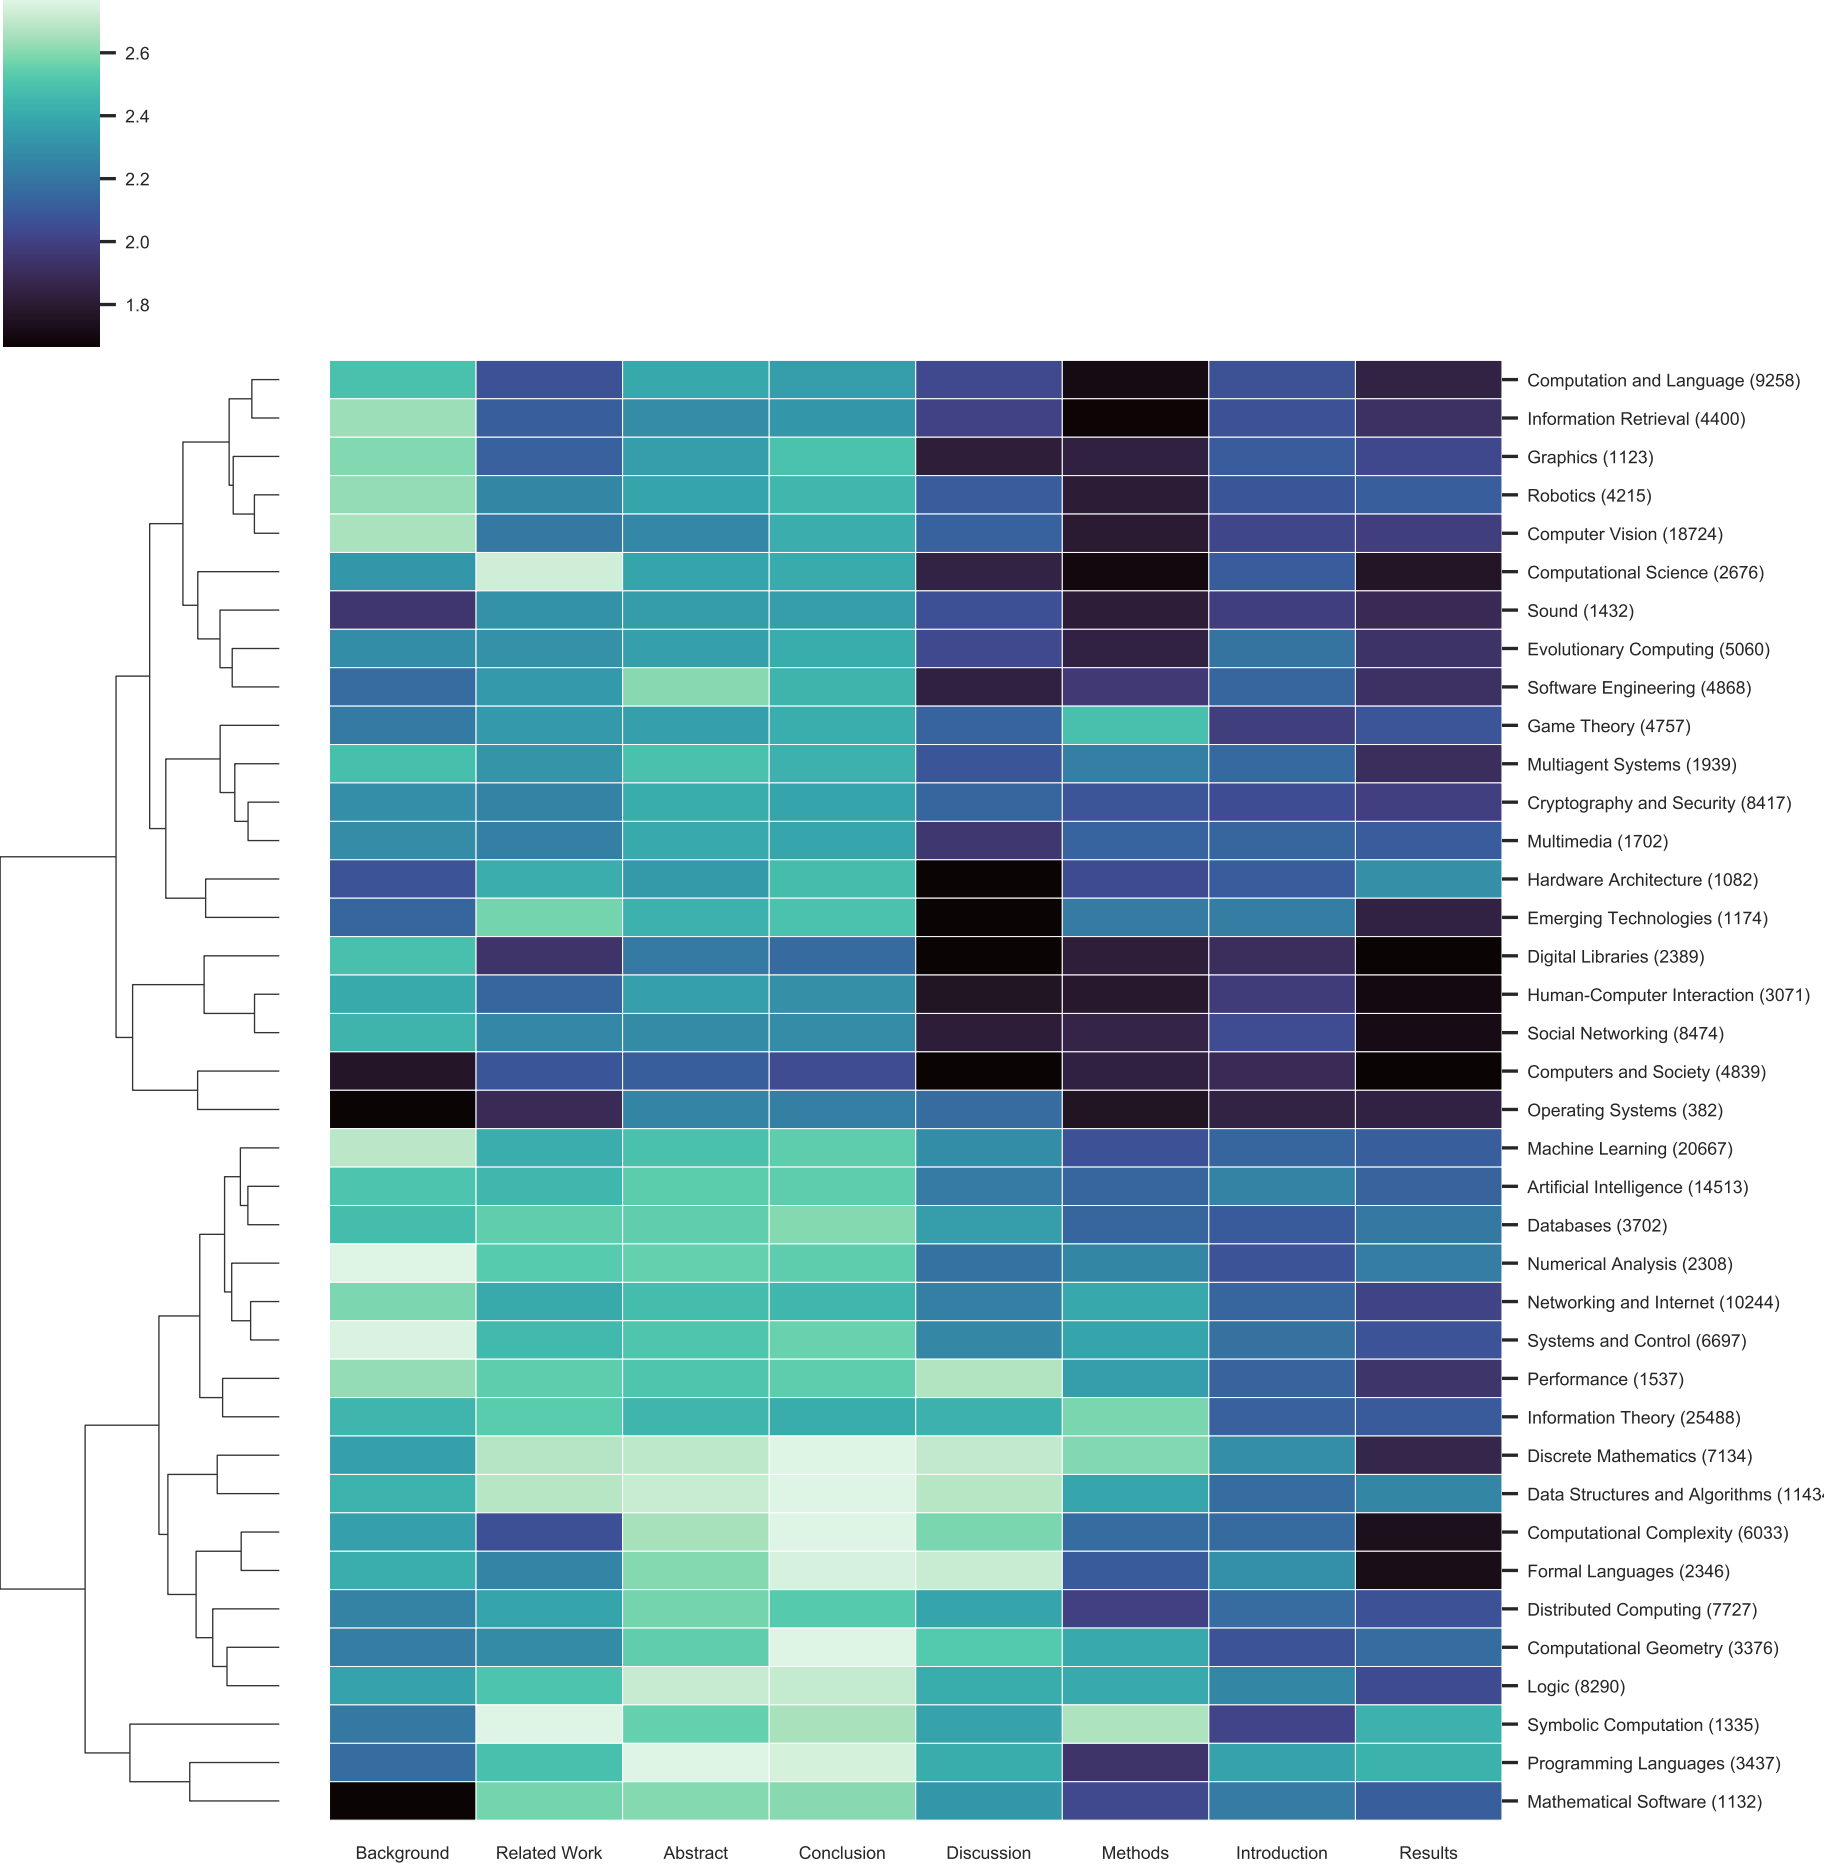 2.6
2.4
2.2
2.0
1.8
Computation and Language (9258)
Information Retrieval (4400)
Graphics (1123)
Robotics (4215)
Computer Vision (18724)
Computational Science (2676)
Sound (1432)
Evolutionary Computing (5060)
Software Engineering (4868)
Game Theory (4757)
Multiagent Systems (1939)
Cryptography and Security (8417)
Multimedia (1702)
Hardware Architecture (1082)
Emerging Technologies (1174)
Digital Libraries (2389)
Human-Computer Interaction (3071)
Social Networking (8474)
Computers and Society (4839)
Operating Systems (382)
Machine Learning (20667)
Artificial Intelligence (14513)
Databases (3702)
Numerical Analysis (2308)
Networking and Internet (10244)
Systems and Control (6697)
Performance (1537)
Information Theory (25488)
Discrete Mathematics (7134)
Data Structures and Algorithms (1143
Computational Complexity (6033)
Formal Languages (2346)
Distributed Computing (7727)
Computational Geometry (3376)
Logic (8290)
Symbolic Computation (1335)
Programming Languages (3437)
Mathematical Software (1132)
Background Related Work Abstract Conclusion Discussion Methods Introduction Results